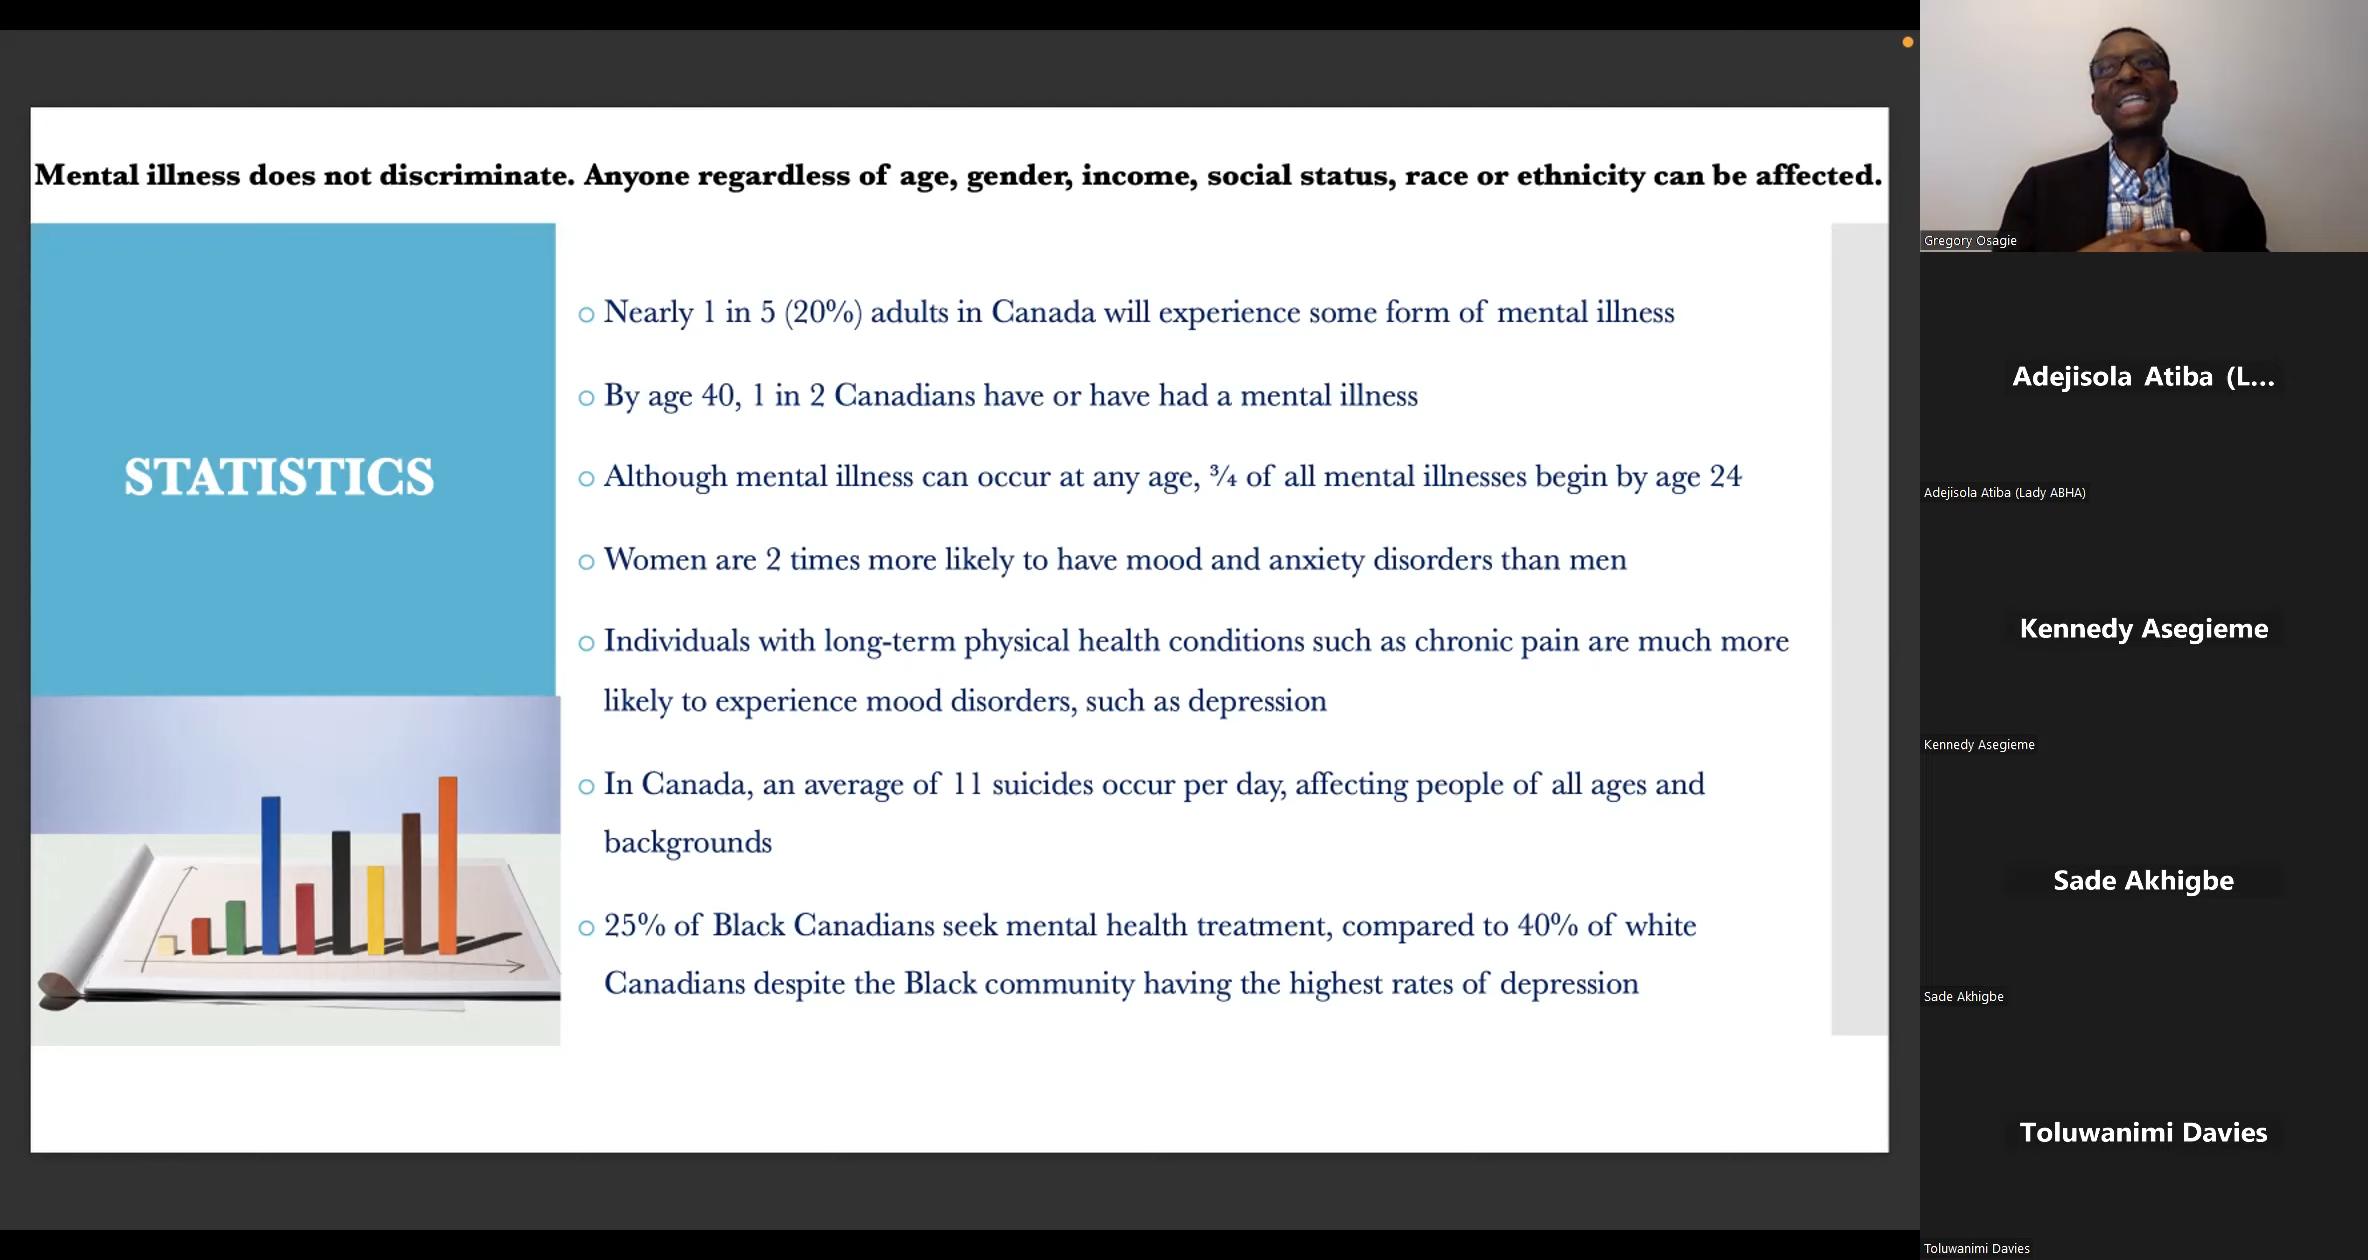 Mental illness does not discriminate. Anyone regardless of age, gender, income, social status, race or ethnicity can be affected.
STATISTICS
○ Nearly 1 in 5 (20%) adults in Canada will experience some form of mental illness
○ By age 40, 1 in 2 Canadians have or have had a mental illness
○ Although mental illness can occur at any age, ¾ of all mental illnesses begin by age 24
○ Women are 2 times more likely to have mood and anxiety disorders than men
○ Individuals with long-term physical health conditions such as chronic pain are much more
likely to experience mood disorders, such as depression
○ In Canada, an average of 11 suicides occur per day, affecting people of all ages and
backgrounds
○ 25% of Black Canadians seek mental health treatment, compared to 40% of white
Canadians despite the Black community having the highest rates of depression
Gregory Osagie
Adejisola Atiba (L...
Adejisola Atiba (Lady ABHA)
Kennedy Asegieme
Kennedy Asegieme
Sade Akhigbe
Sade Akhigbe
Toluwanimi Davies
Toluwanimi Davies